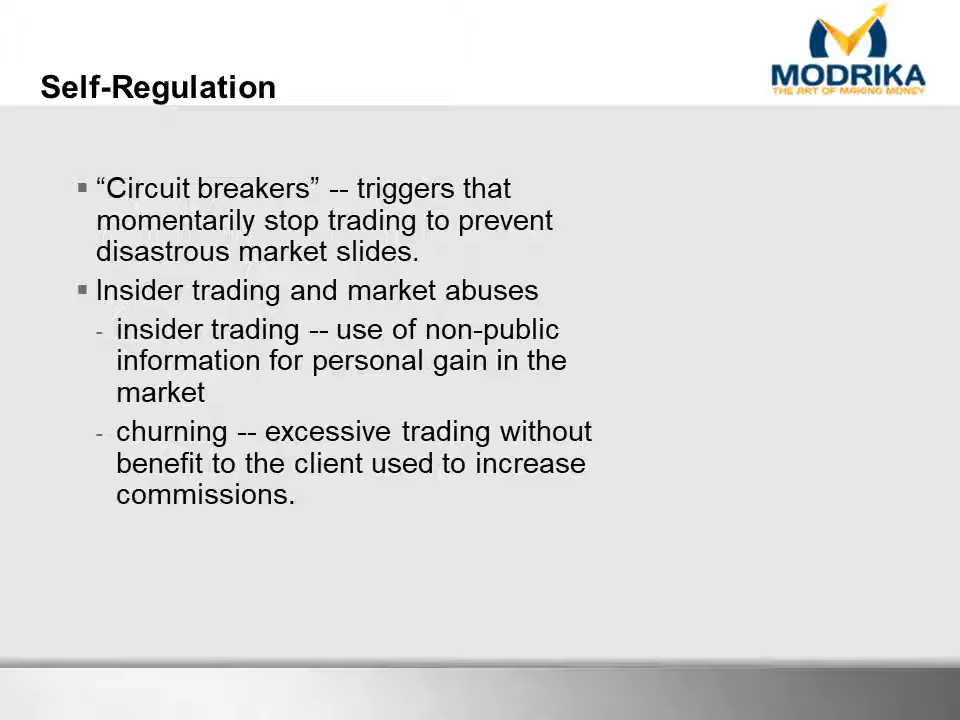 MODRIKA
THE ART OF MAKING MONEY
Self-Regulation
“Circuit breakers” -- triggers that
momentarily stop trading to prevent
disastrous market slides.
Insider trading and market abuses
- insider trading -- use of non-public
information for personal gain in the
market
- churning -- excessive trading without
benefit to the client used to increase
commissions.